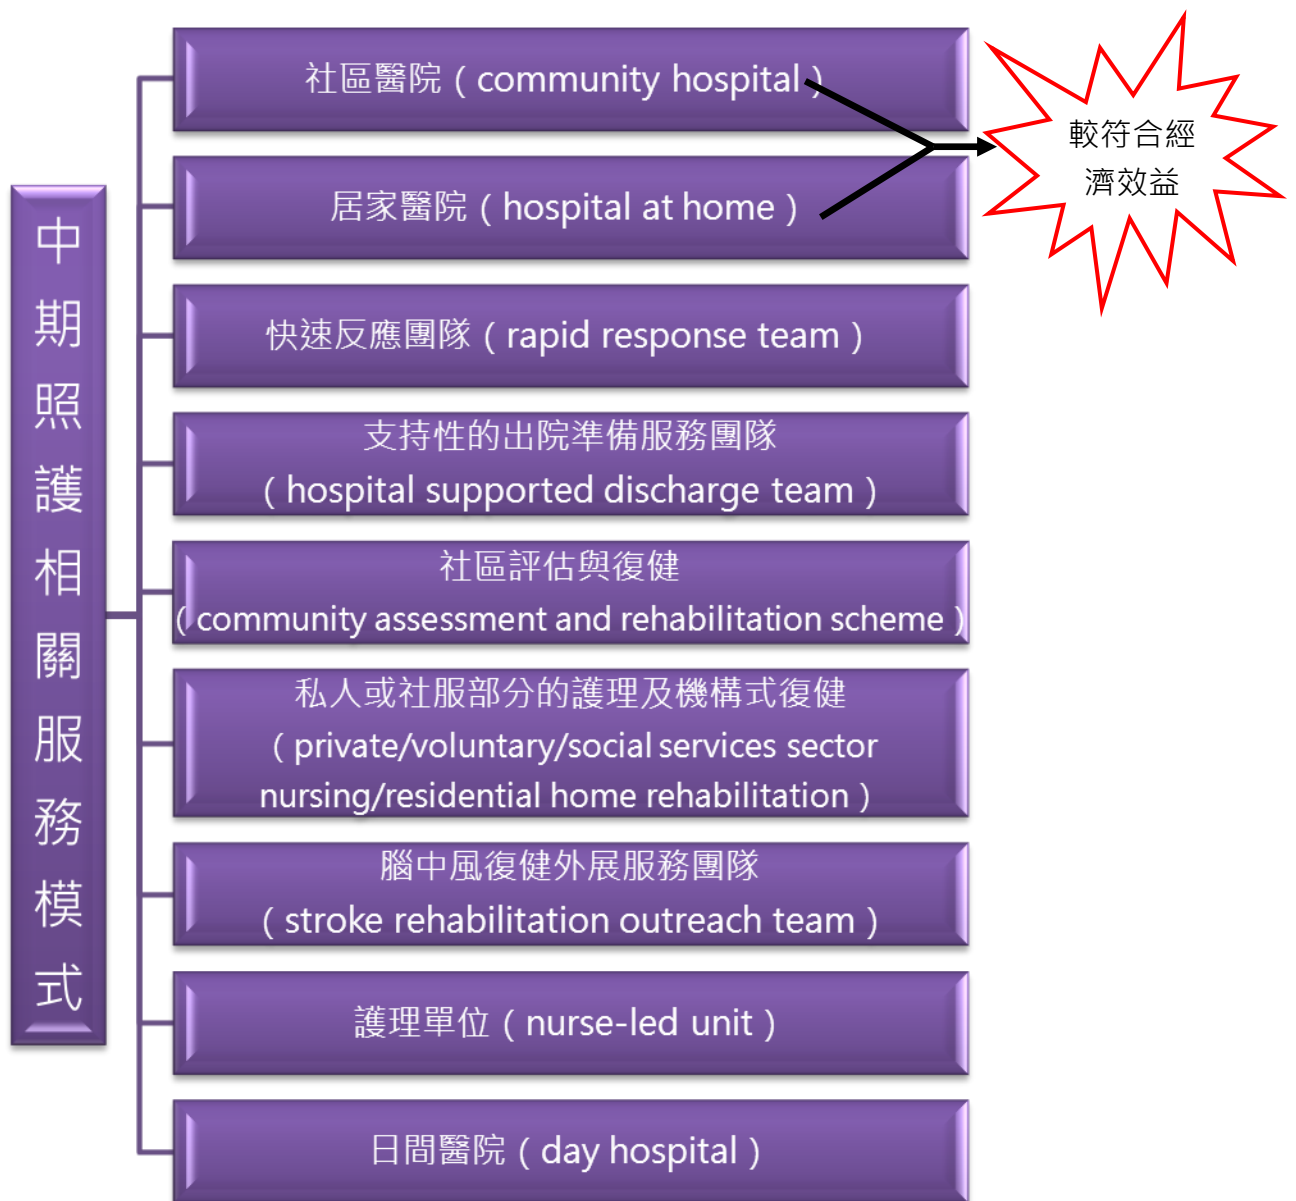 中期照護相關服務模式
社區醫院（community hospital）
居家醫院（hospital at home）
快速反應團隊（rapid response team）
支持性的出院準備服務團隊
（hospital supported discharge team）
社區評估與復健
（community assessment and rehabilitation scheme）
私人或社服部分的護理及機構式復健
（private/voluntary/social services sector
nursing/residential home rehabilitation）
腦中風復健外展服務團隊
（stroke rehabilitation outreach team）
護理單位（nurse-led unit）
日間醫院（day hospital）
較符合經
濟效益